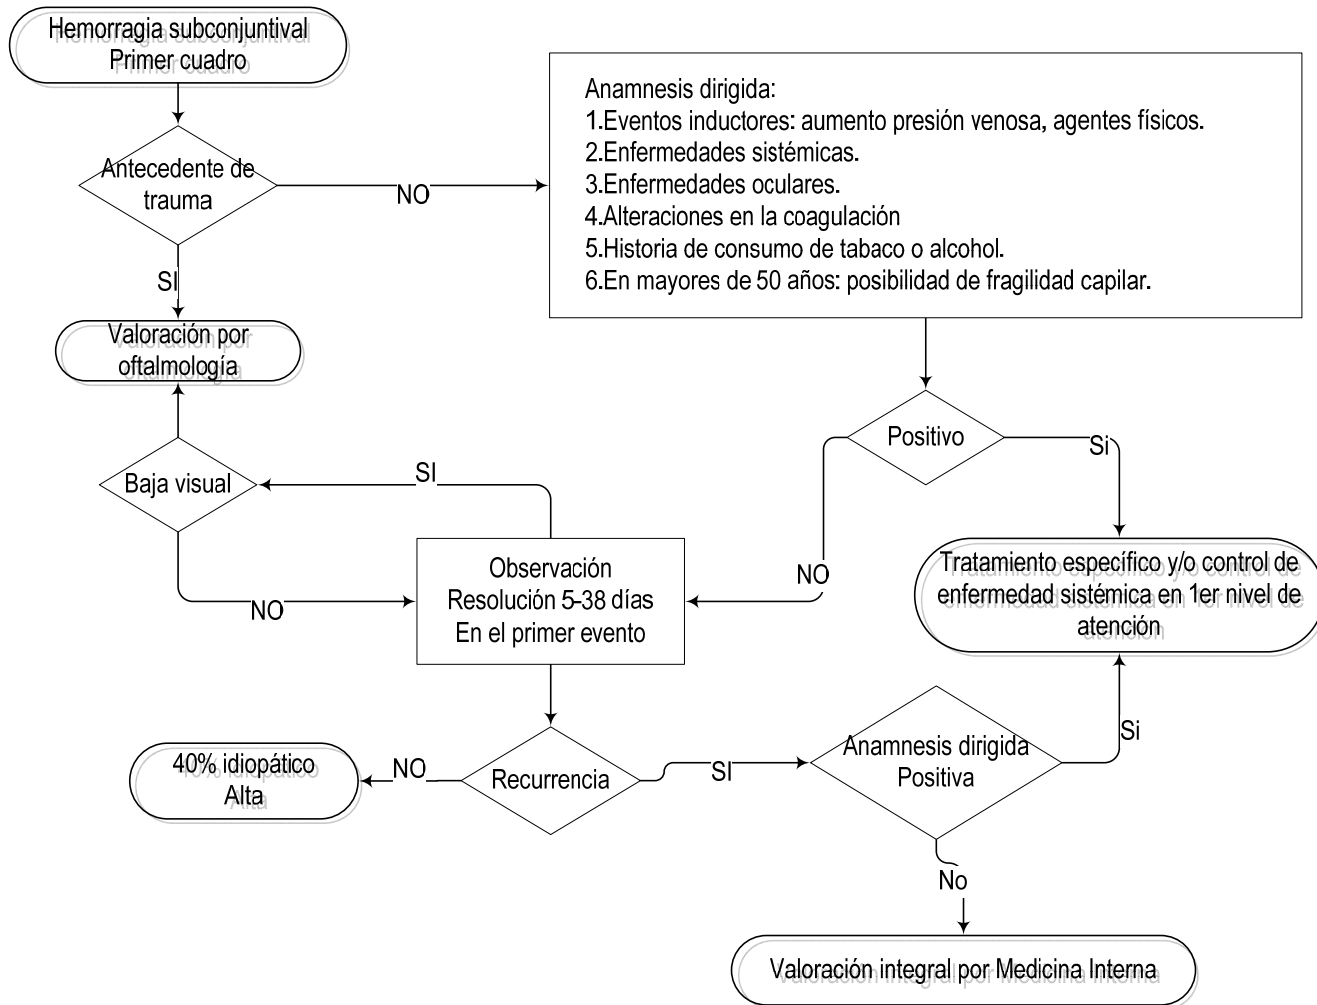 Hemorragia subconjuntival
Primer cuadro
Antecedente de
trauma
NO
SI
Anamnesis dirigida:
1.Eventos inductores: aumento presión venosa, agentes físicos.
2.Enfermedades sistémicas.
3.Enfermedades oculares.
4.Alteraciones en la coagulación
5.Historia de consumo de tabaco o alcohol.
6.En mayores de 50 años: posibilidad de fragilidad capilar.
Valoración por
oftalmología
Positivo
Si
NO
Baja visual
SI
NO
Observación
Resolución 5-38 días
En el primer evento
Tratamiento específico y/o control de
enfermedad sistémica en 1er nivel de
atención
Recurrencia
NO
SI
40% idiopático
Alta
Anamnesis dirigida
Positiva
Si
No
Valoración integral por Medicina Interna